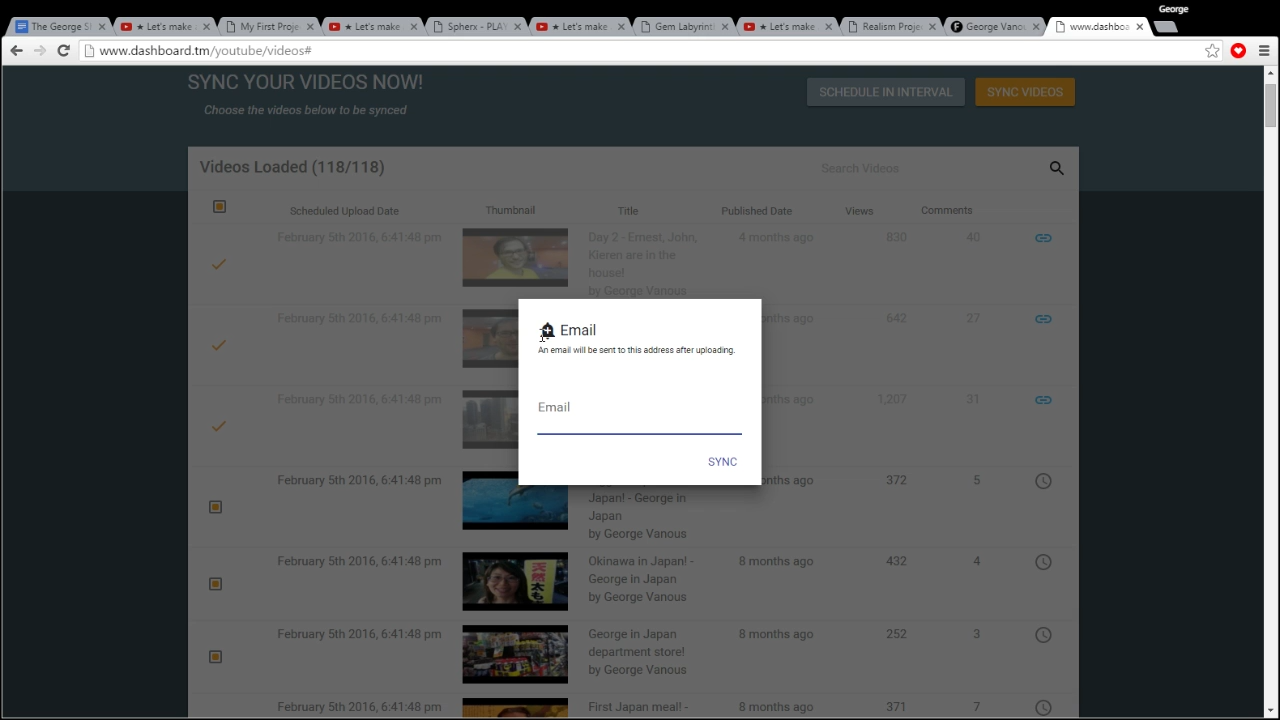 George
The George S
★ Let's make
My First Proje
★ Let's make
Spherx - PLAY
★ Let's make
Gem Labyrint
★ Let's make
Realism Proje
George Vanou
www.dashboa
www.dashboard.tm/youtube/videos#
SYNC YOUR VIDEOS NOW!
Choose the videos below to be synced
SCHEDULE IN INTERVAL
SYNC VIDEOS
Videos Loaded (118/118)
Search Videos
Scheduled Upload Date
Thumbnail
Title
Published Date
Views
Comments
February 5th 2016, 6:41:48 pm
Day 2 - Ernest, John,
Kieren are in the
house!
by George Vanous
4 months ago
830
40
February 5th 2016, 6:41:48 pm
months ago
642
27
February 5th 2016, 6:41:48 pm
months ago
1,207
31
Email
An email will be sent to this address after uploading.
Email
SYNC
February 5th 2016, 6:41:48 pm
Japan! - George in
Japan
by George Vanous
months ago
372
5
February 5th 2016, 6:41:48 pm
Okinawa in Japan! -
George in Japan
by George Vanous
8 months ago
432
4
February 5th 2016, 6:41:48 pm
George in Japan
department store!
by George Vanous
8 months ago
252
3
February 5th 2016, 6:41:48 pm
First Japan meal! -
8 months ago
371
7